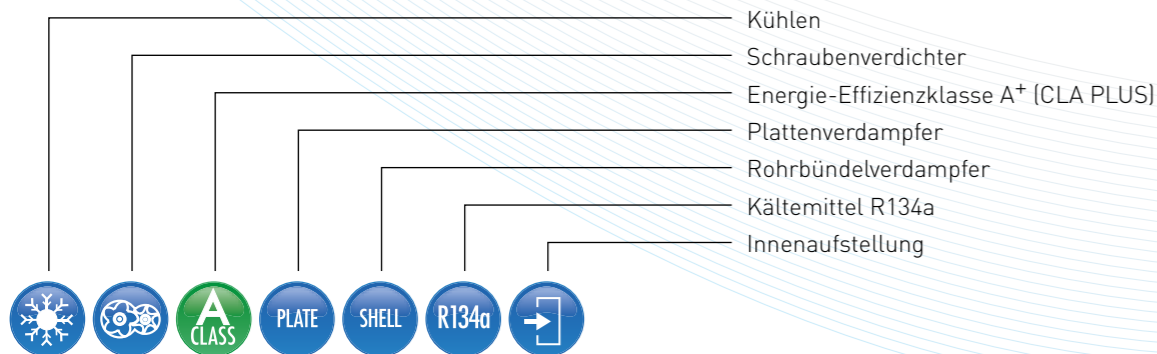 Kühlen
Schraubenverdichter
Energie-Effizienzklasse A+ (CLA PLUS)
Plattenverdampfer
Rohrbündelverdampfer
Kältemittel R134a
Innenaufstellung
A CLASS
PLATE
SHELL
R134a